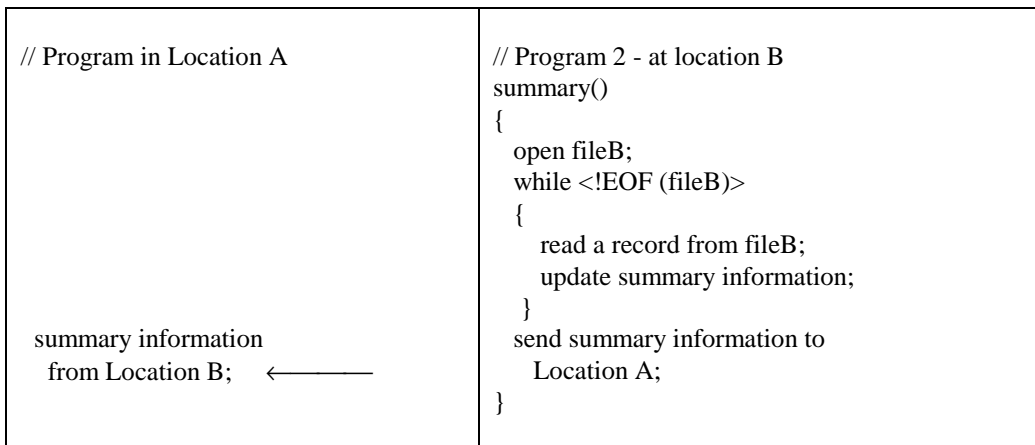 // Program in Location A
summary information
from Location B; ←
// Program 2 - at location B
summary()
{
open fileB;
while <!EOF (fileB)>
{
read a record from fileB;
update summary information;
}
send summary information to
Location A;
}